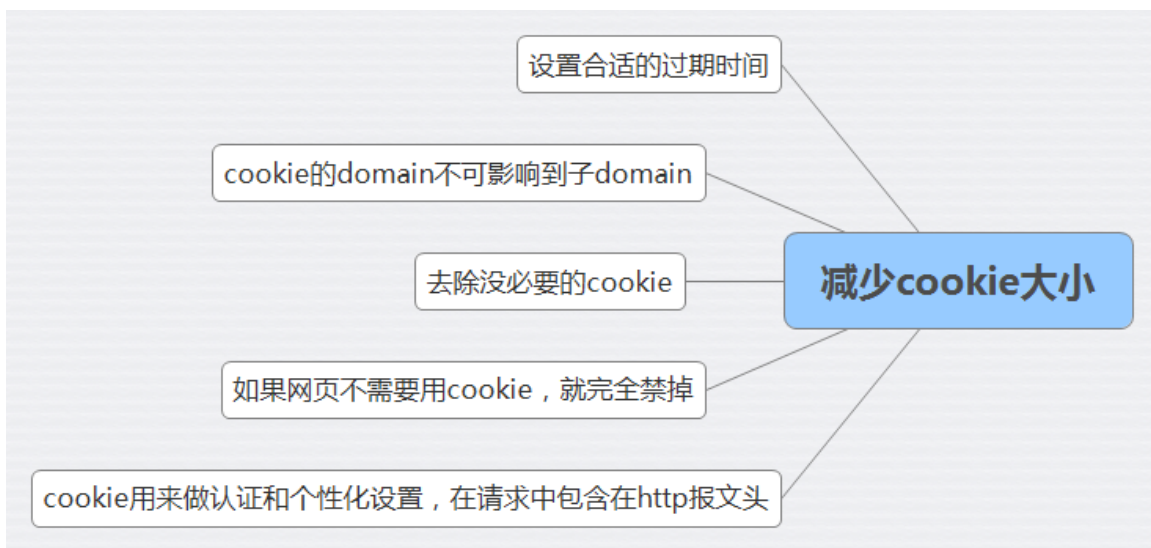 设置合适的过期时间
cookie的domain不可影响到子domain
去除没必要的cookie
减少cookie大小
如果网页不需要用cookie，就完全禁掉
cookie用来做认证和个性化设置，在请求中包含在http报文头